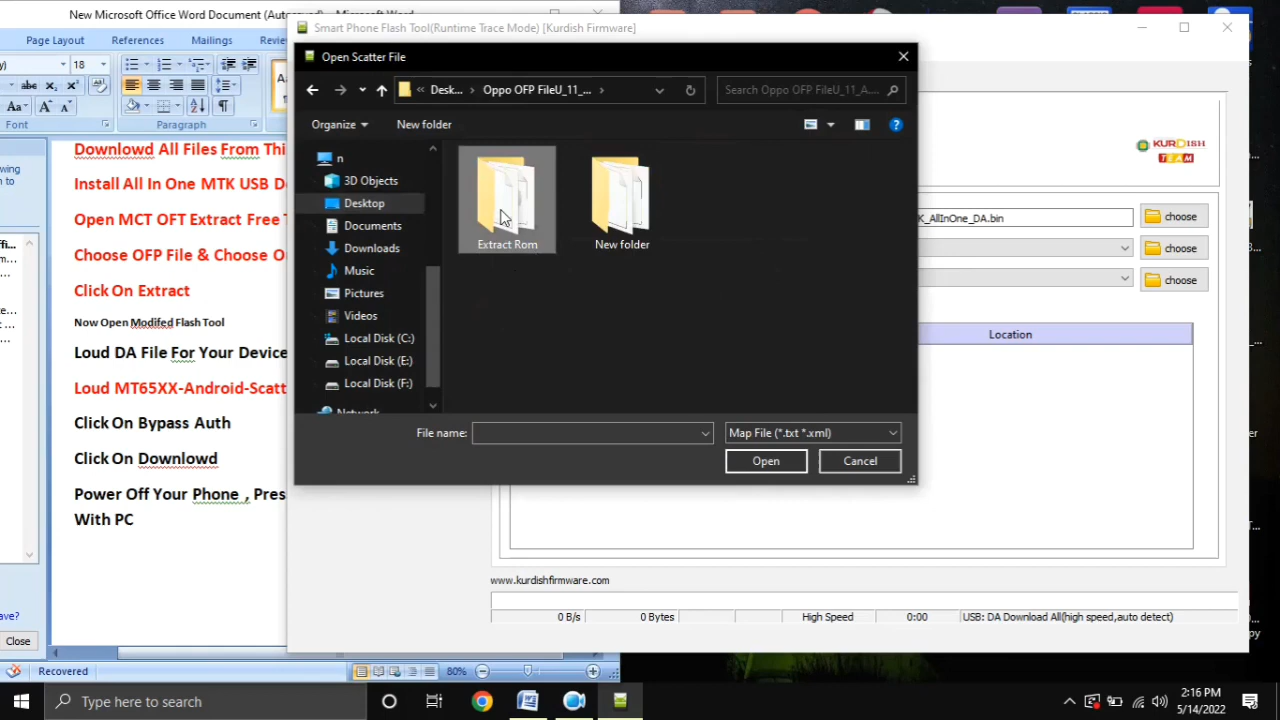 New Microsoft Office Word Document (Autosaved)
Smart Phone Flash Tool(Runtime Trace Mode) [Kurdish Firmware]
Page Layout References Mailings
18
Font Paragraph
Open Scatter File
Desk... Oppo OFP FileU_11_...
Search Oppo OFP FileU_11_A...
Organize New folder
n
3D Objects
Desktop
Documents
Downloads
Music
Pictures
Videos
Local Disk (C:)
Local Disk (E:)
Local Disk (F:)
Network
Extract Rom New folder
File name: Map File (*.txt *.xml)
Open Cancel
KURDISH
TEAM
K_AllInOne_DA.bin choose
choose
choose
Location
Downlowd All Files From Thi
Install All In One MTK USB D
Open MCT OFT Extract Free T
Choose OFP File & Choose O
Click On Extract
Now Open Modifed Flash Tool
Loud DA File For Your Device
Loud MT65XX-Android-Scatt
Click On Bypass Auth
Click On Downlowd
Power Off Your Phone , Pres
With PC
www.kurdishfirmware.com
0 B/s 0 Bytes High Speed 0:00 USB: DA Download All(high speed,auto detect)
Close
Recovered 80%
Type here to search
2:16 PM
5/14/2022